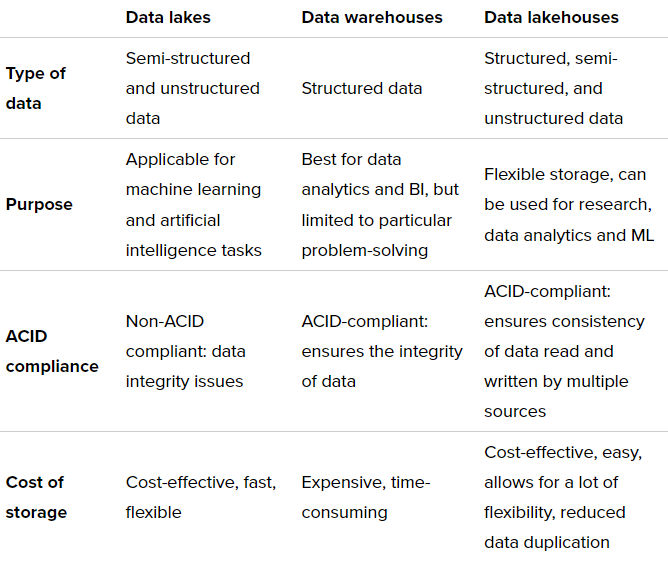 Data lakes
Data warehouses
Data lakehouses
Type of
data
Semi-structured
and unstructured
data
Structured data
Structured, semi-
structured, and
unstructured data
Purpose
Applicable for
machine learning
and artificial
intelligence tasks
Best for data
analytics and BI, but
limited to particular
problem-solving
Flexible storage, can
be used for research,
data analytics and ML
ACID
compliance
Non-ACID
compliant: data
integrity issues
ACID-compliant:
ensures the integrity
of data
ACID-compliant:
ensures consistency
of data read and
written by multiple
sources
Cost of
storage
Cost-effective, fast,
flexible
Expensive, time-
consuming
Cost-effective, easy,
allows for a lot of
flexibility, reduced
data duplication